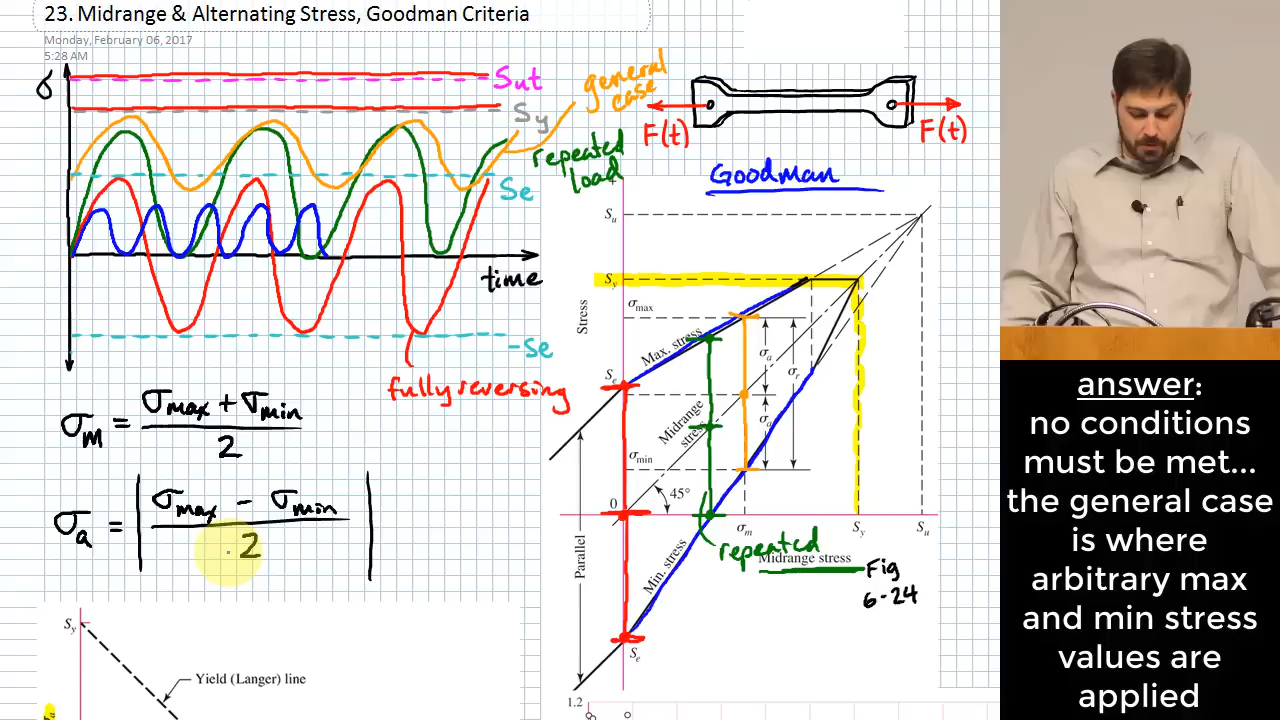 23. Midrange & Alternating Stress, Goodman Criteria
Monday, February 06, 2017
5:28 AM
σ
Sut
Sy
general
case
repeated
load
Se
time
-Se
fully reversing
F(t)
F(t)
Goodman
σm = σmax + σmin
2
σa = | σmax - σmin |
2
Su
Sy
σmax
Stress
Max. stress
Se
σa
σr
Midrange
stress
σa
σmin
0
45°
σm
Sy
Su
Parallel
Min. stress
repeated
Midrange stress
Fig
6-24
Se
Sy
Yield (Langer) line
σa
1.2
answer:
no conditions
must be met...
the general case
is where
arbitrary max
and min stress
values are
applied